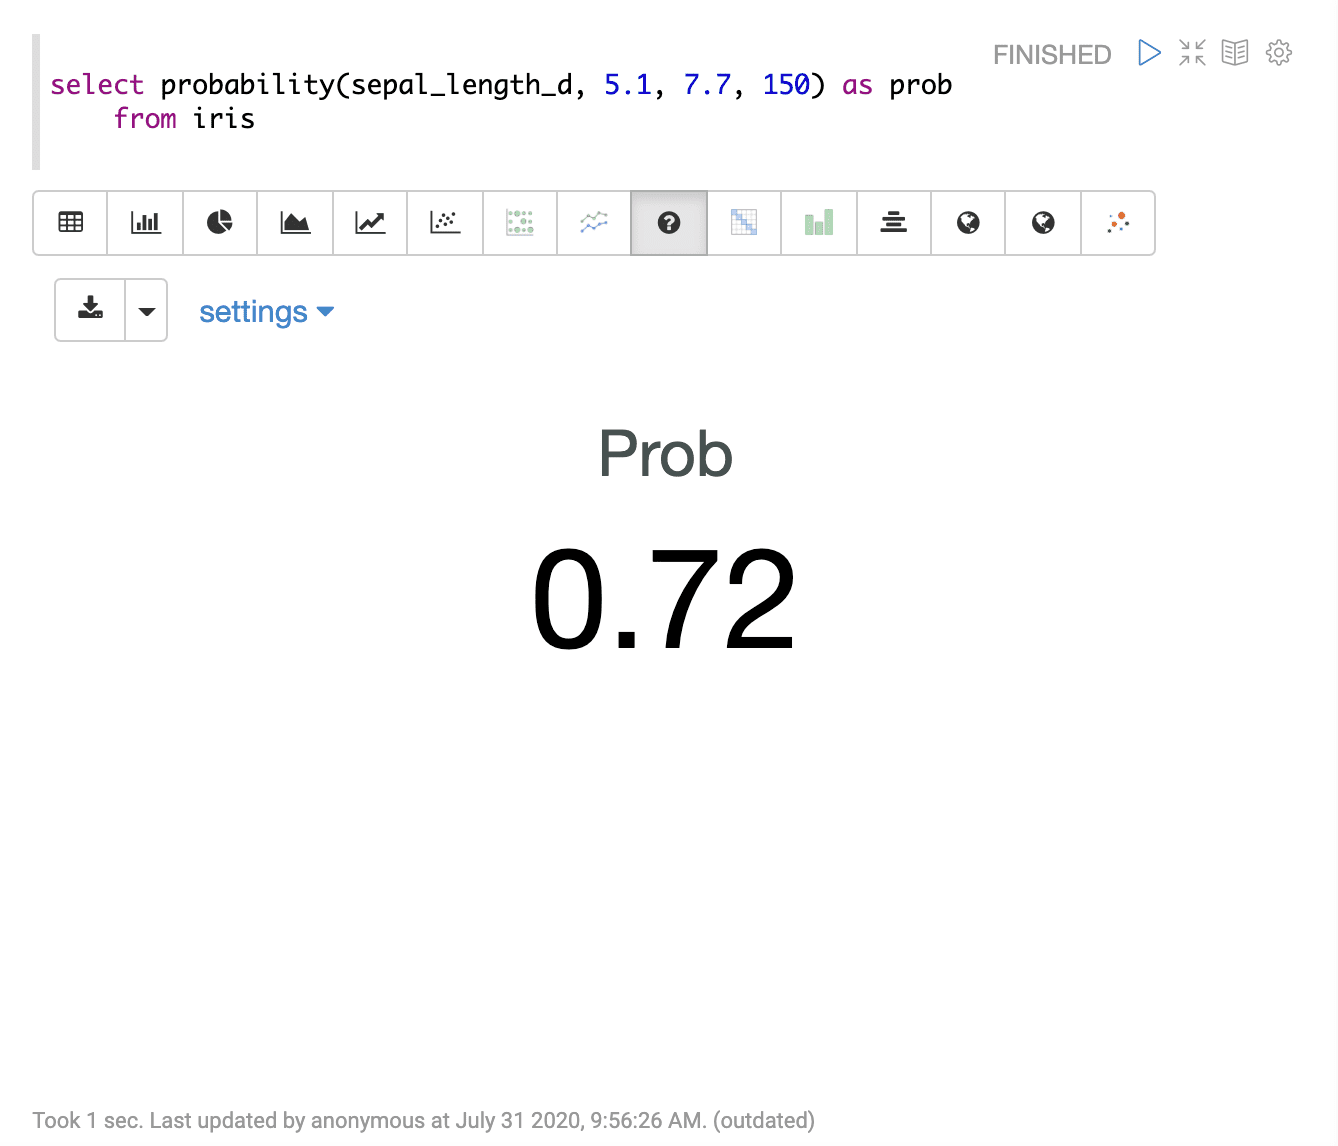 FINISHED
select probability(sepal_length_d, 5.1, 7.7, 150) as prob
from iris
settings
Prob
0.72
Took 1 sec. Last updated by anonymous at July 31 2020, 9:56:26 AM. (outdated)